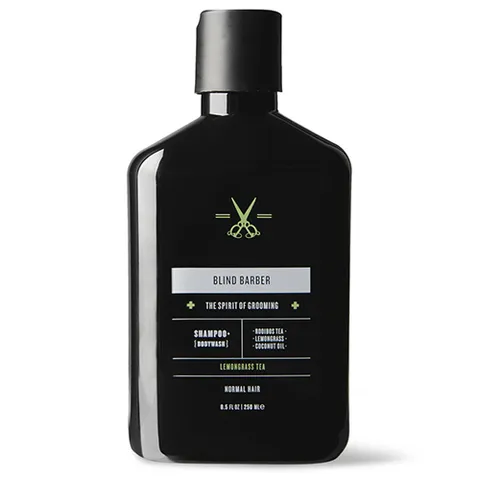 BLIND BARBER
THE SPIRIT OF GROOMING
SHAMPOO+
[BODYWASH]
·ROOIBOS TEA·
·LEMONGRASS·
COCONUT OIL·
LEMONGRASS TEA
NORMAL HAIR
8.5 FL OZ | 250 ML℮